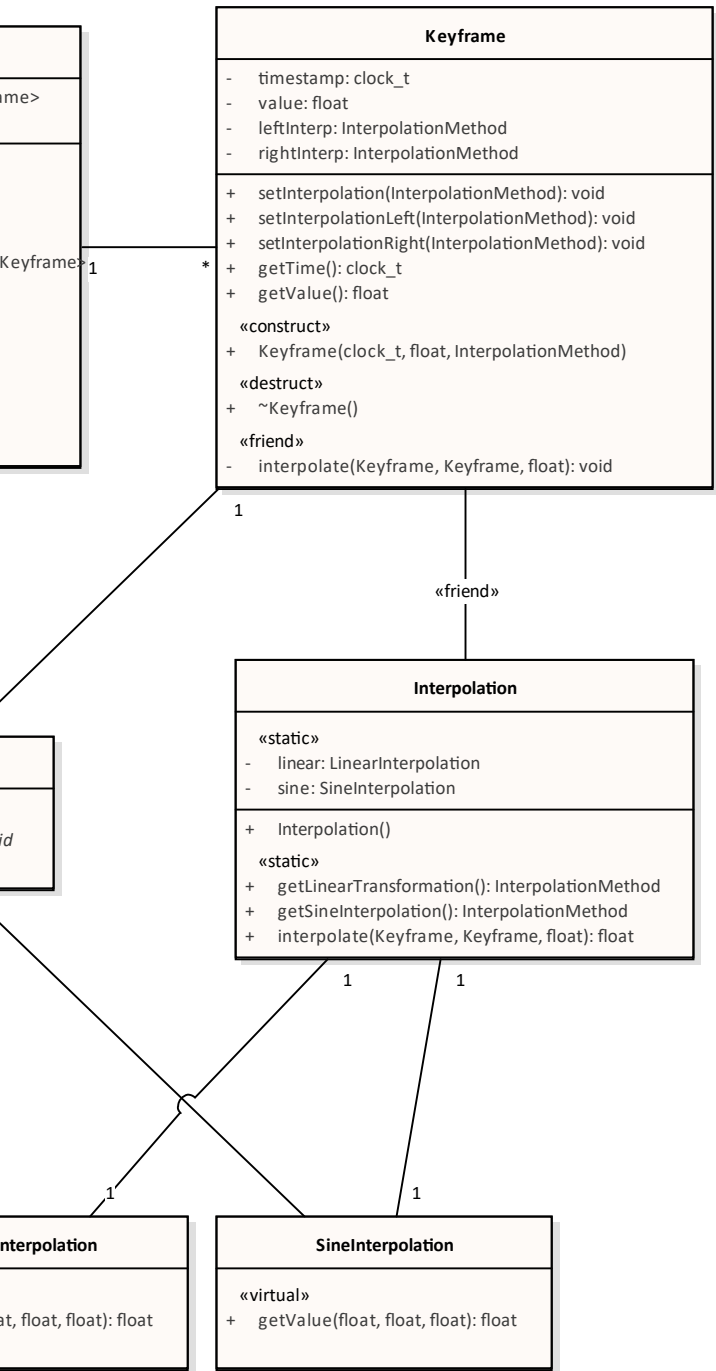 ame>
Keyframe>
1
*
Keyframe
- timestamp: clock_t
- value: float
- leftInterp: InterpolationMethod
- rightInterp: InterpolationMethod
+ setInterpolation(InterpolationMethod): void
+ setInterpolationLeft(InterpolationMethod): void
+ setInterpolationRight(InterpolationMethod): void
+ getTime(): clock_t
+ getValue(): float
«construct»
+ Keyframe(clock_t, float, InterpolationMethod)
«destruct»
+ ~Keyframe()
«friend»
- interpolate(Keyframe, Keyframe, float): void
1
«friend»
id
Interpolation
«static»
- linear: LinearInterpolation
- sine: SineInterpolation
+ Interpolation()
«static»
+ getLinearTransformation(): InterpolationMethod
+ getSineInterpolation(): InterpolationMethod
+ interpolate(Keyframe, Keyframe, float): float
1
1
1
1
nterpolation
at, float, float): float
SineInterpolation
«virtual»
+ getValue(float, float, float): float